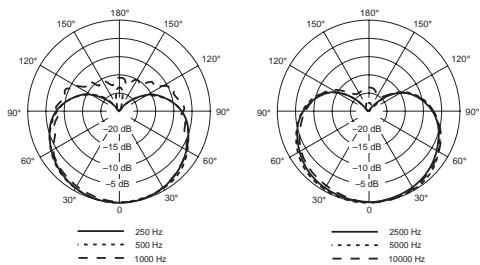 180°
150° 150°
120° 120°
90° 90°
–20 dB
–15 dB
60° 60°
–10 dB
–5 dB
30° 30°
0
250 Hz
500 Hz
1000 Hz
180°
150° 150°
120° 120°
90° 90°
–20 dB
–15 dB
60° 60°
–10 dB
–5 dB
30° 30°
0
2500 Hz
5000 Hz
10000 Hz